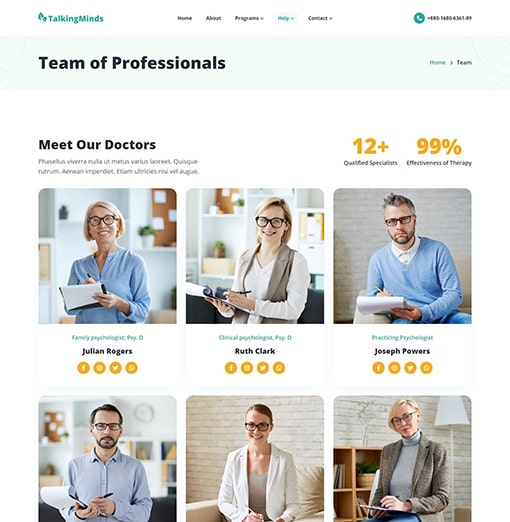 TalkingMinds
Home About Programs Help Contact
+880-1680-6361-89
Team of Professionals
Home > Team
Meet Our Doctors
Phasellus viverra nulla ut metus varius laoreet. Quisque
rutrum. Aenean imperdiet. Etiam ultricies nisi vel augue.
12+
Qualified Specialists
99%
Effectiveness of Therapy
Family psychologist, Psy. D
Julian Rogers
Clinical psychologist, Psy. D
Ruth Clark
Practicing Psychologist
Joseph Powers